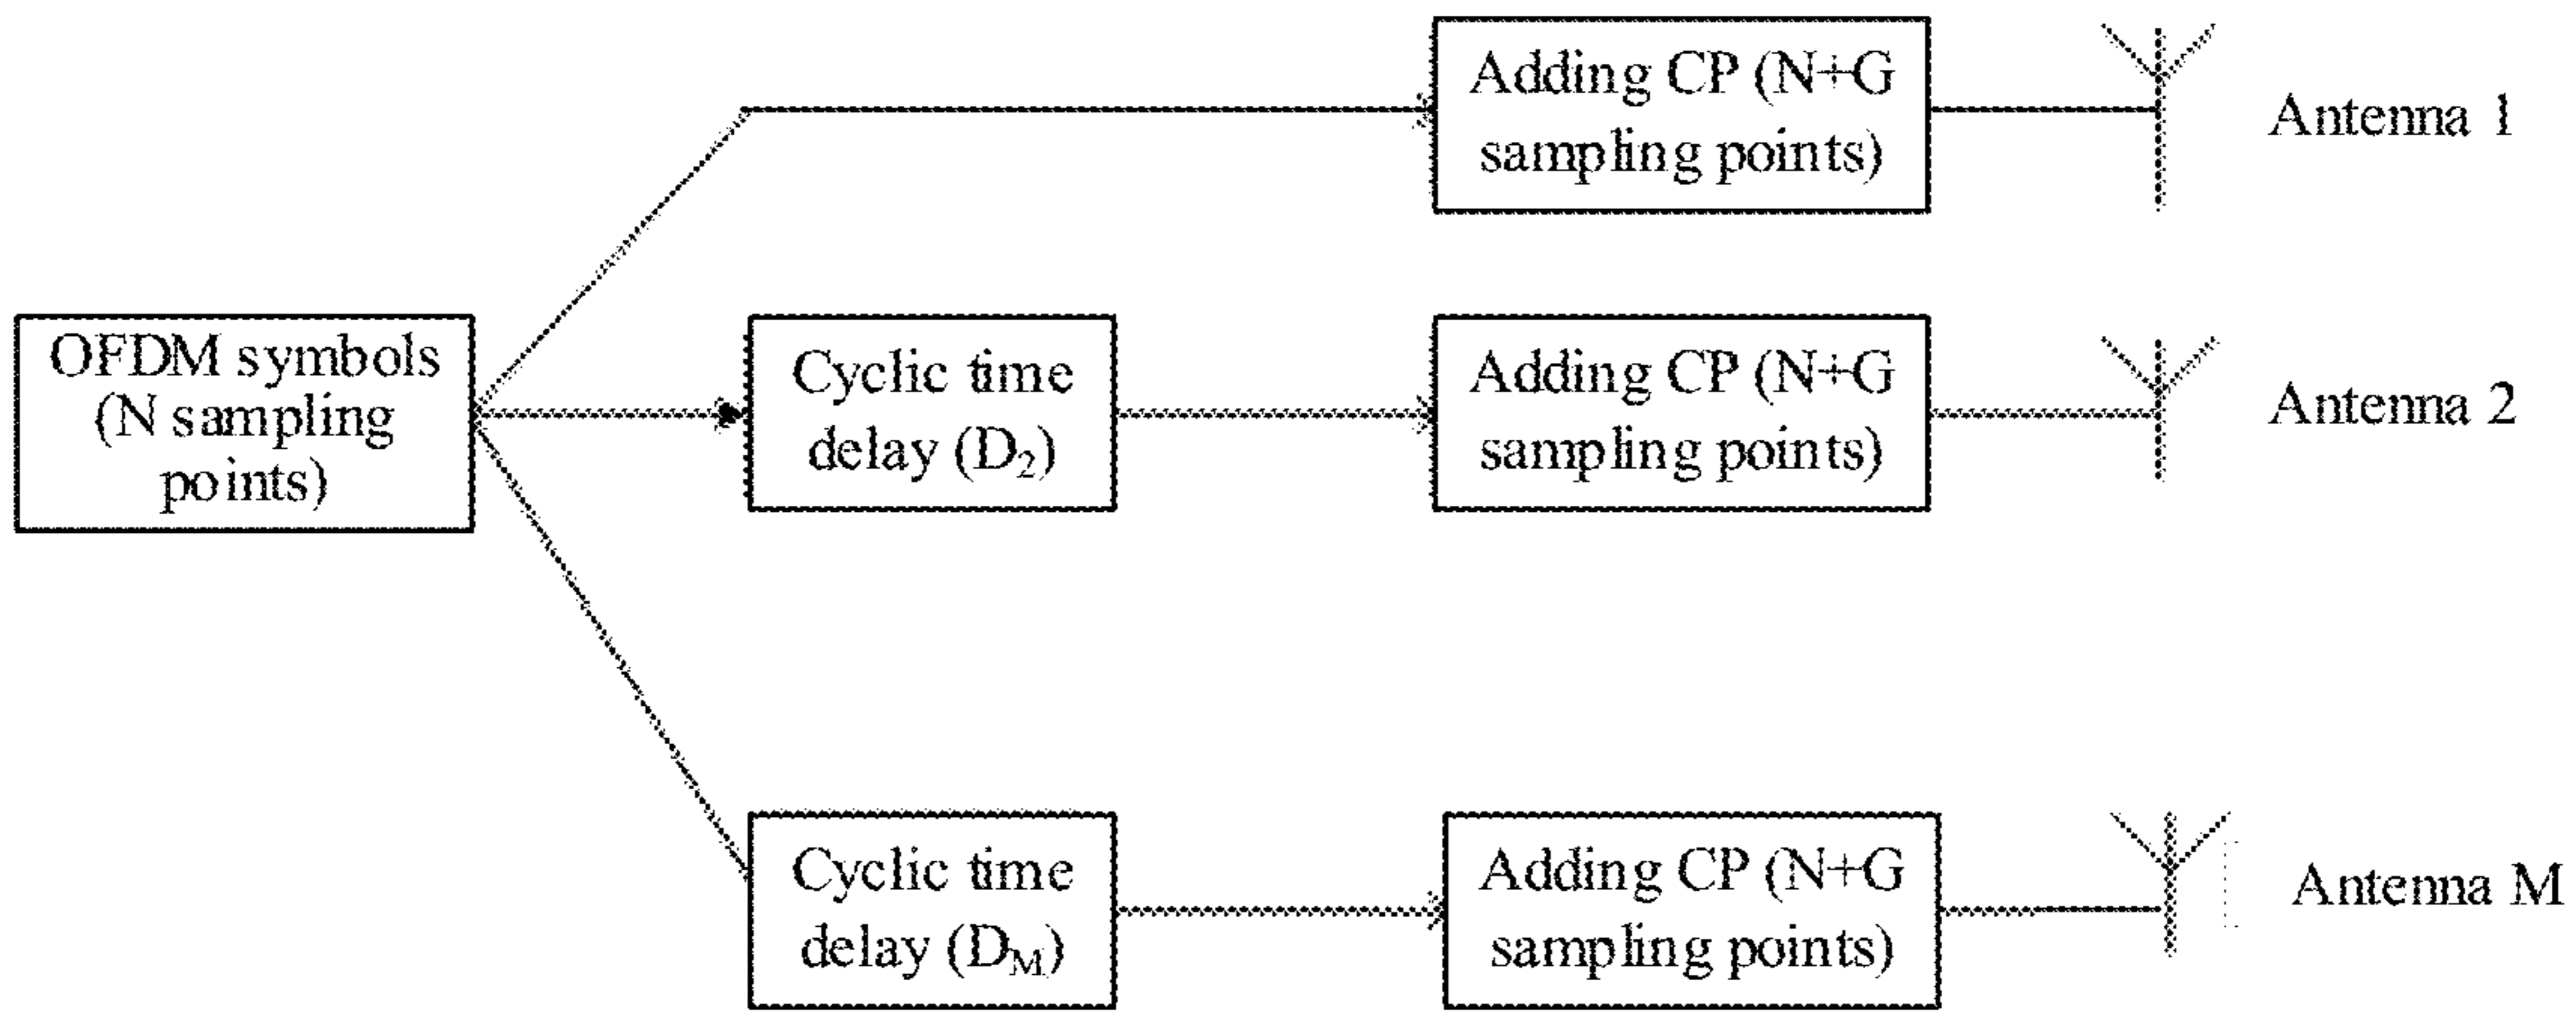 Adding CP (N+G
sampling points)
Antenna 1
OFDM symbols
(N sampling
points)
Cyclic time
delay (D₂)
Adding CP (N+G
sampling points)
Antenna 2
Cyclic time
delay (D_M)
Adding CP (N+G
sampling points)
Antenna M